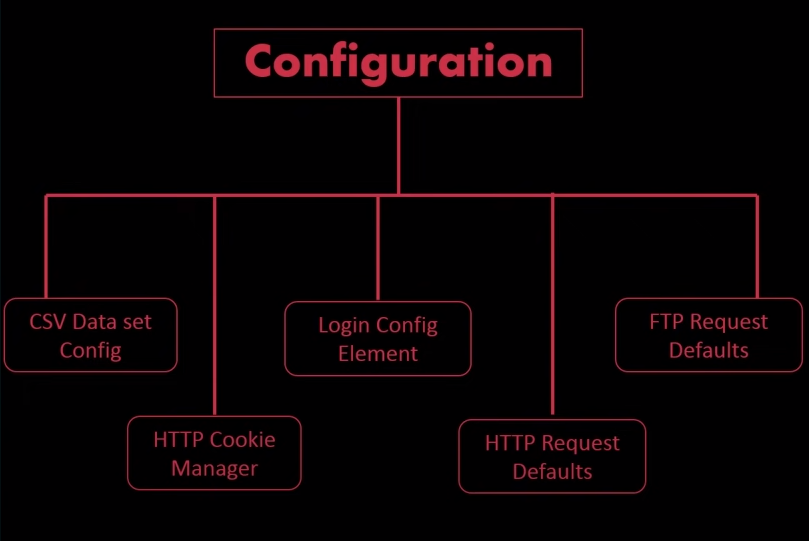 Configuration
CSV Data set
Config
HTTP Cookie
Manager
Login Config
Element
HTTP Request
Defaults
FTP Request
Defaults